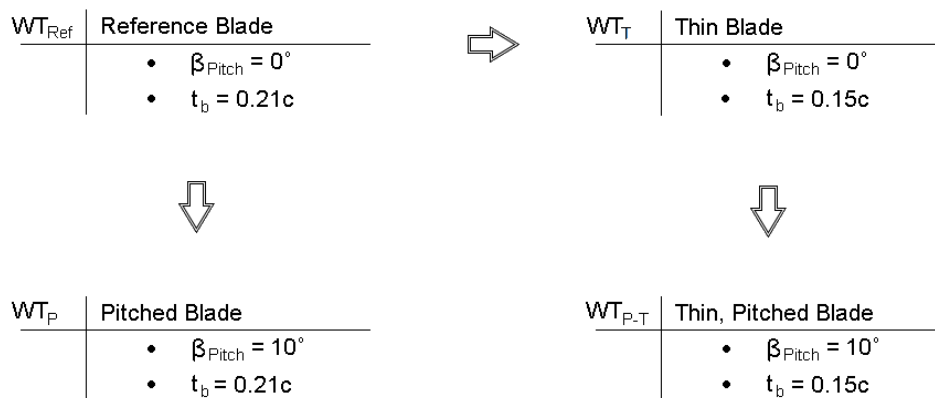 WT_Ref Reference Blade
• β_Pitch = 0°
• t_b = 0.21c
WT_T Thin Blade
• β_Pitch = 0°
• t_b = 0.15c
WT_P Pitched Blade
• β_Pitch = 10°
• t_b = 0.21c
WT_P-T Thin, Pitched Blade
• β_Pitch = 10°
• t_b = 0.15c